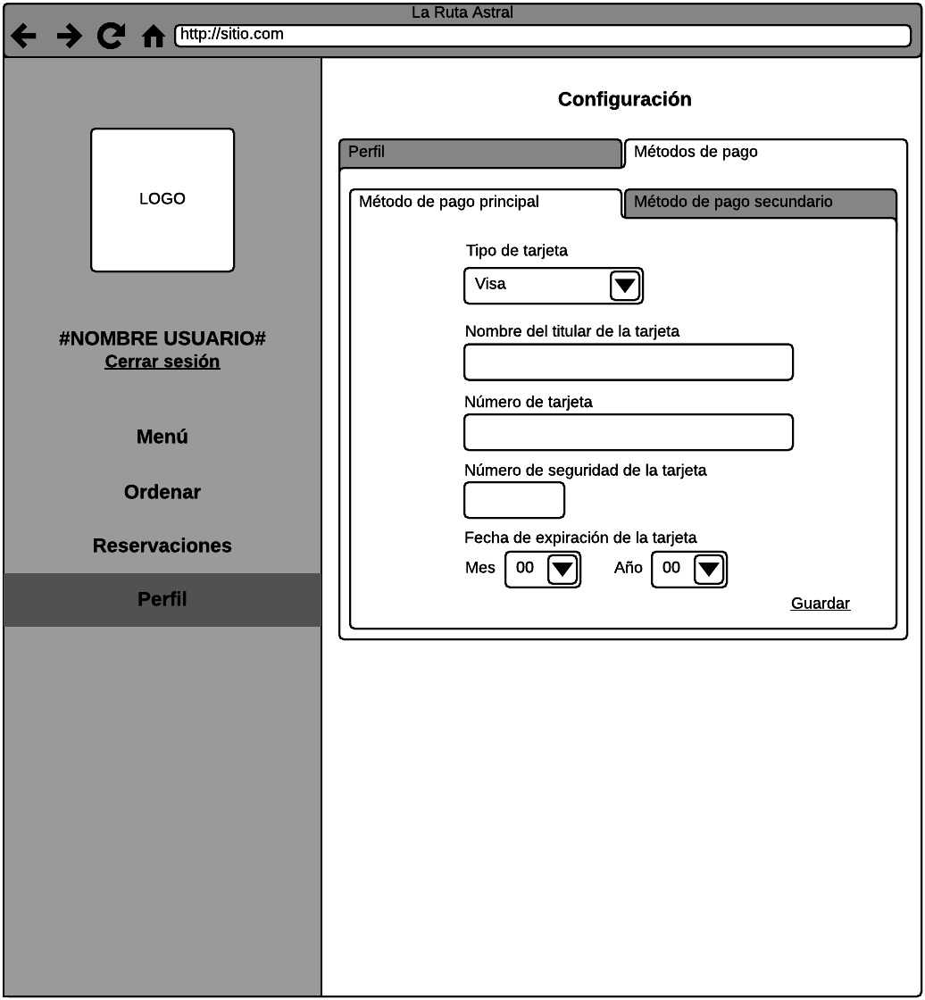 La Ruta Astral
http://sitio.com
LOGO
#NOMBRE USUARIO#
Cerrar sesión
Menú
Ordenar
Reservaciones
Perfil
Configuración
Perfil
Métodos de pago
Método de pago principal
Método de pago secundario
Tipo de tarjeta
Visa
Nombre del titular de la tarjeta
Número de tarjeta
Número de seguridad de la tarjeta
Fecha de expiración de la tarjeta
Mes 00 Año 00
Guardar